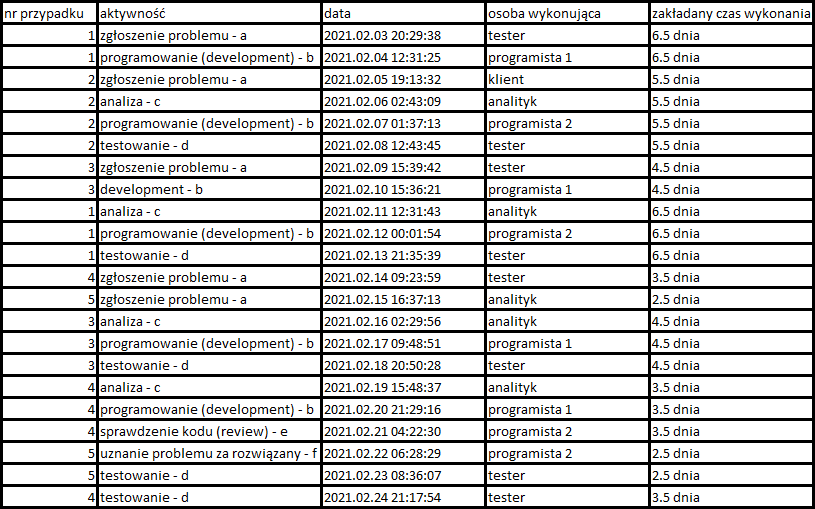 nr przypadku aktywność data osoba wykonująca zakładany czas wykonania
1 zgłoszenie problemu - a 2021.02.03 20:29:38 tester 6.5 dnia
1 programowanie (development) - b 2021.02.04 12:31:25 programista 1 6.5 dnia
2 zgłoszenie problemu - a 2021.02.05 19:13:32 klient 5.5 dnia
2 analiza - c 2021.02.06 02:43:09 analityk 5.5 dnia
2 programowanie (development) - b 2021.02.07 01:37:13 programista 2 5.5 dnia
2 testowanie - d 2021.02.08 12:43:45 tester 5.5 dnia
3 zgłoszenie problemu - a 2021.02.09 15:39:42 tester 4.5 dnia
3 development - b 2021.02.10 15:36:21 programista 1 4.5 dnia
1 analiza - c 2021.02.11 12:31:43 analityk 6.5 dnia
1 programowanie (development) - b 2021.02.12 00:01:54 programista 2 6.5 dnia
1 testowanie - d 2021.02.13 21:35:39 tester 6.5 dnia
4 zgłoszenie problemu - a 2021.02.14 09:23:59 tester 3.5 dnia
5 zgłoszenie problemu - a 2021.02.15 16:37:13 analityk 2.5 dnia
3 analiza - c 2021.02.16 02:29:56 analityk 4.5 dnia
3 programowanie (development) - b 2021.02.17 09:48:51 programista 1 4.5 dnia
3 testowanie - d 2021.02.18 20:50:28 tester 4.5 dnia
4 analiza - c 2021.02.19 15:48:37 analityk 3.5 dnia
4 programowanie (development) - b 2021.02.20 21:29:16 programista 1 3.5 dnia
4 sprawdzenie kodu (review) - e 2021.02.21 04:22:30 programista 2 3.5 dnia
5 uznanie problemu za rozwiązany - f 2021.02.22 06:28:29 programista 2 2.5 dnia
5 testowanie - d 2021.02.23 08:36:07 tester 2.5 dnia
4 testowanie - d 2021.02.24 21:17:54 tester 3.5 dnia